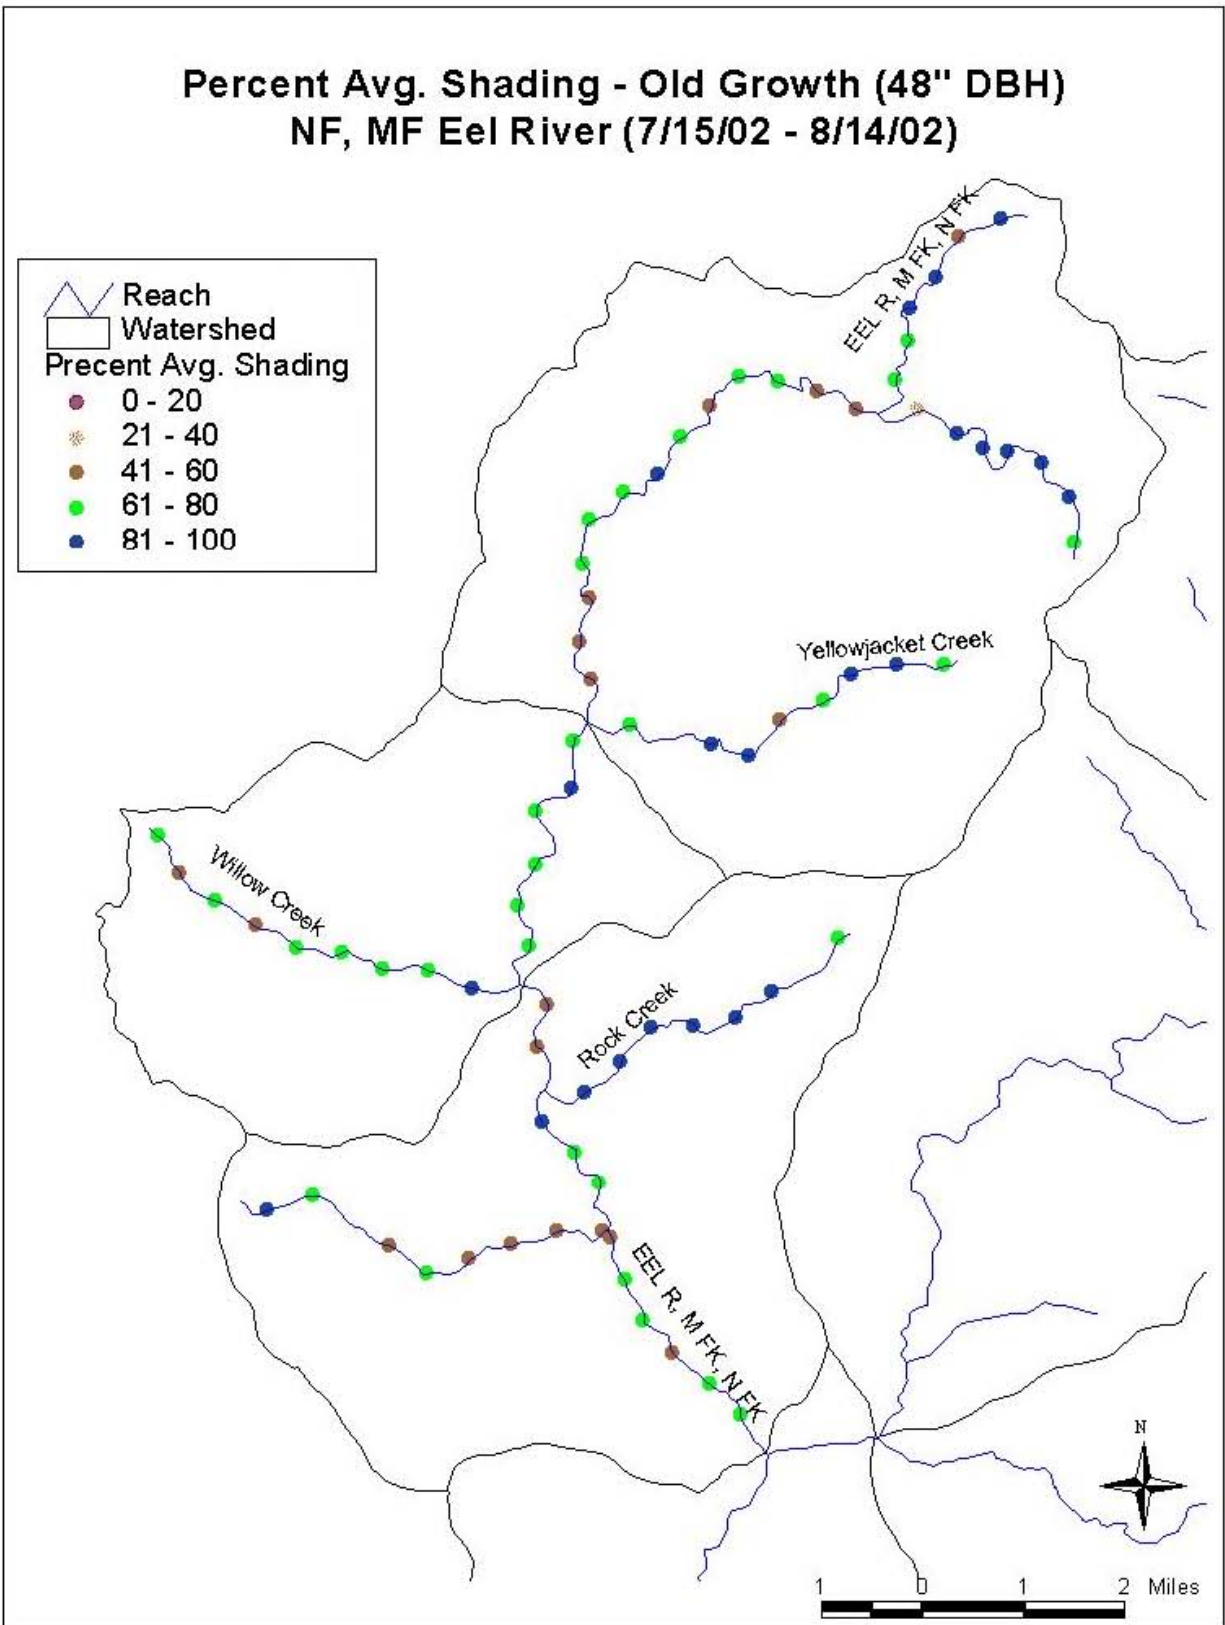 Percent Avg. Shading - Old Growth (48" DBH)
NF, MF Eel River (7/15/02 - 8/14/02)
EEL R, M FK, N FK
Reach
Watershed
Precent Avg. Shading
0 - 20
21 - 40
41 - 60
61 - 80
81 - 100
Yellowjacket Creek
Willow Creek
Rock Creek
EEL R, M FK, N FK
N
1 0 1 2 Miles